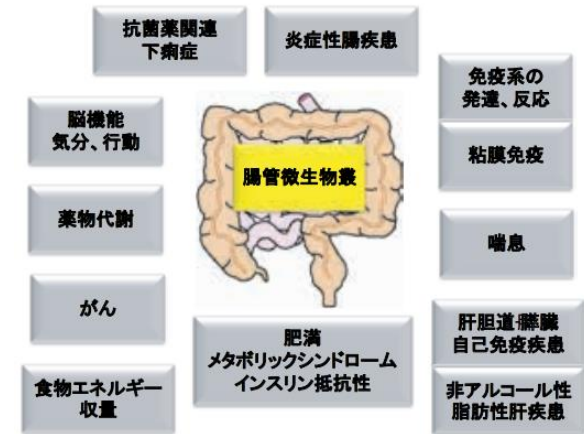 抗菌薬関連
下痢症
炎症性腸疾患
免疫系の
発達、反応
脳機能
気分、行動
粘膜免疫
腸管微生物叢
薬物代謝
喘息
がん
肝胆道・膵臓
自己免疫疾患
肥満
メタボリックシンドローム
インスリン抵抗性
食物エネルギー
収量
非アルコール性
脂肪性肝疾患